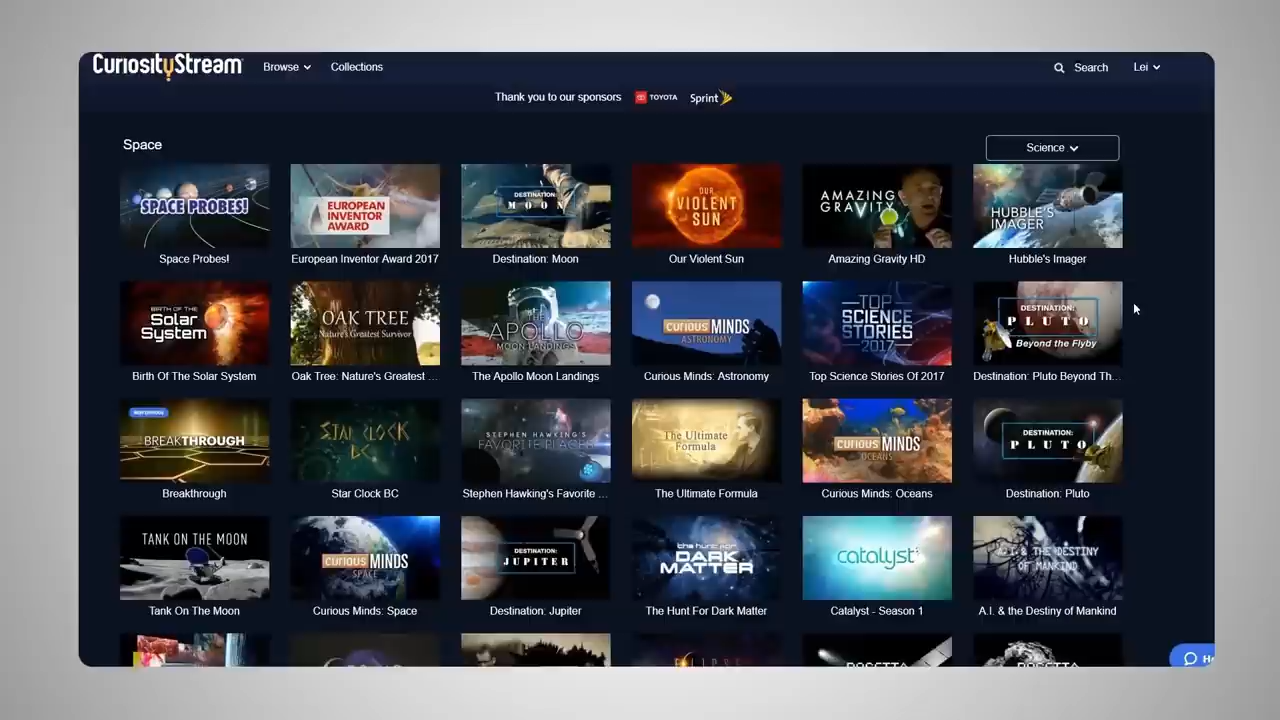 CuriosityStream
Browse
Collections
Search
Lei
Thank you to our sponsors
TOYOTA
Sprint
Space
Science
SPACE PROBES!
EUROPEAN
INVENTOR
AWARD
DESTINATION:
MOON
OUR
VIOLENT
SUN
AMAZING
GRAVITY
HUBBLE'S
IMAGER
Space Probes!
European Inventor Award 2017
Destination: Moon
Our Violent Sun
Amazing Gravity HD
Hubble's Imager
BIRTH OF THE
Solar
System
OAK TREE
Nature's Greatest Survivor
THE
APOLLO
MOON LANDINGS
curious MINDS
ASTRONOMY
TOP
SCIENCE
STORIES
2017
DESTINATION:
PLUTO
Beyond the Flyby
Birth Of The Solar System
Oak Tree: Nature's Greatest ...
The Apollo Moon Landings
Curious Minds: Astronomy
Top Science Stories Of 2017
Destination: Pluto Beyond Th...
BREAKTHROUGH
STAR CLOCK
BC
STEPHEN HAWKING'S
FAVORITE PLACES
The Ultimate
Formula
curious MINDS
OCEANS
DESTINATION:
PLUTO
Breakthrough
Star Clock BC
Stephen Hawking's Favorite ...
The Ultimate Formula
Curious Minds: Oceans
Destination: Pluto
TANK ON THE MOON
curious MINDS
SPACE
DESTINATION:
JUPITER
the hunt for
DARK
MATTER
catalyst
A.I. & THE DESTINY
OF MANKIND
Tank On The Moon
Curious Minds: Space
Destination: Jupiter
The Hunt For Dark Matter
Catalyst - Season 1
A.I. & the Destiny of Mankind
ECLIPSE
ROSETTA
ROSETTA